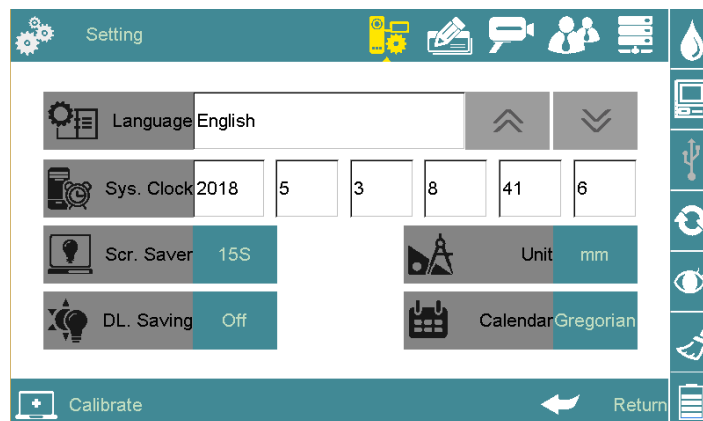 Setting
Language English
Sys. Clock 2018 5 3 8 41 6
Scr. Saver 15S Unit mm
DL. Saving Off Calendar Gregorian
Calibrate Return